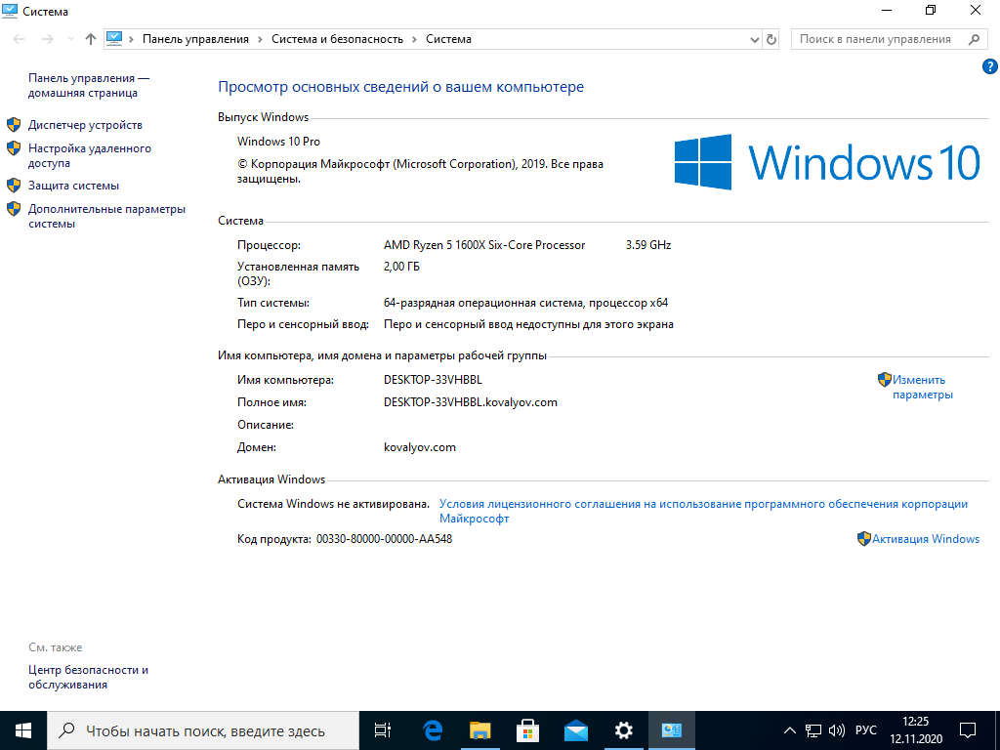 Система
Панель управления › Система и безопасность › Система
Поиск в панели управления
Панель управления —
домашняя страница
Диспетчер устройств
Настройка удаленного
доступа
Защита системы
Дополнительные параметры
системы
Просмотр основных сведений о вашем компьютере
Выпуск Windows
Windows 10 Pro
© Корпорация Майкрософт (Microsoft Corporation), 2019. Все права
защищены.
Windows 10
Система
Процессор: AMD Ryzen 5 1600X Six-Core Processor 3.59 GHz
Установленная память 2,00 ГБ
(ОЗУ):
Тип системы: 64-разрядная операционная система, процессор x64
Перо и сенсорный ввод: Перо и сенсорный ввод недоступны для этого экрана
Имя компьютера, имя домена и параметры рабочей группы
Имя компьютера: DESKTOP-33VHBBL
Изменить
параметры
Полное имя: DESKTOP-33VHBBL.kovalyov.com
Описание:
Домен: kovalyov.com
Активация Windows
Система Windows не активирована. Условия лицензионного соглашения на использование программного обеспечения корпорации
Майкрософт
Код продукта: 00330-80000-00000-AA548
Активация Windows
См. также
Центр безопасности и
обслуживания
Чтобы начать поиск, введите здесь
РУС
12:25
12.11.2020